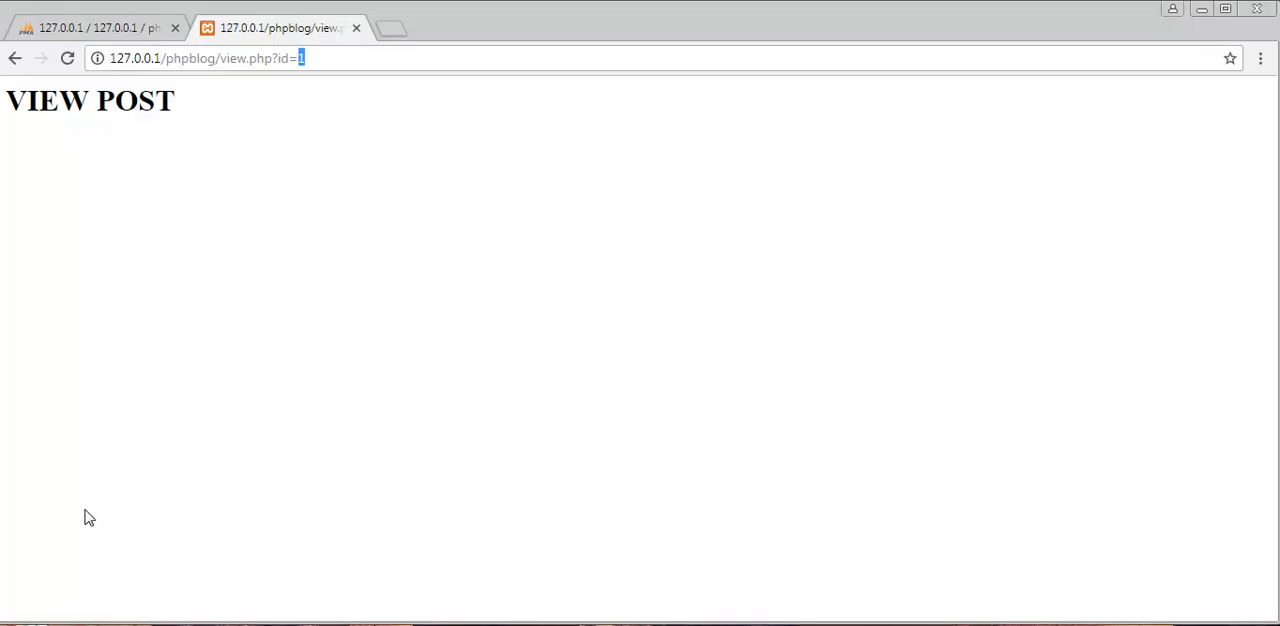 127.0.0.1 / 127.0.0.1 / ph
127.0.0.1/phpblog/view.p
127.0.0.1/phpblog/view.php?id=1
VIEW POST